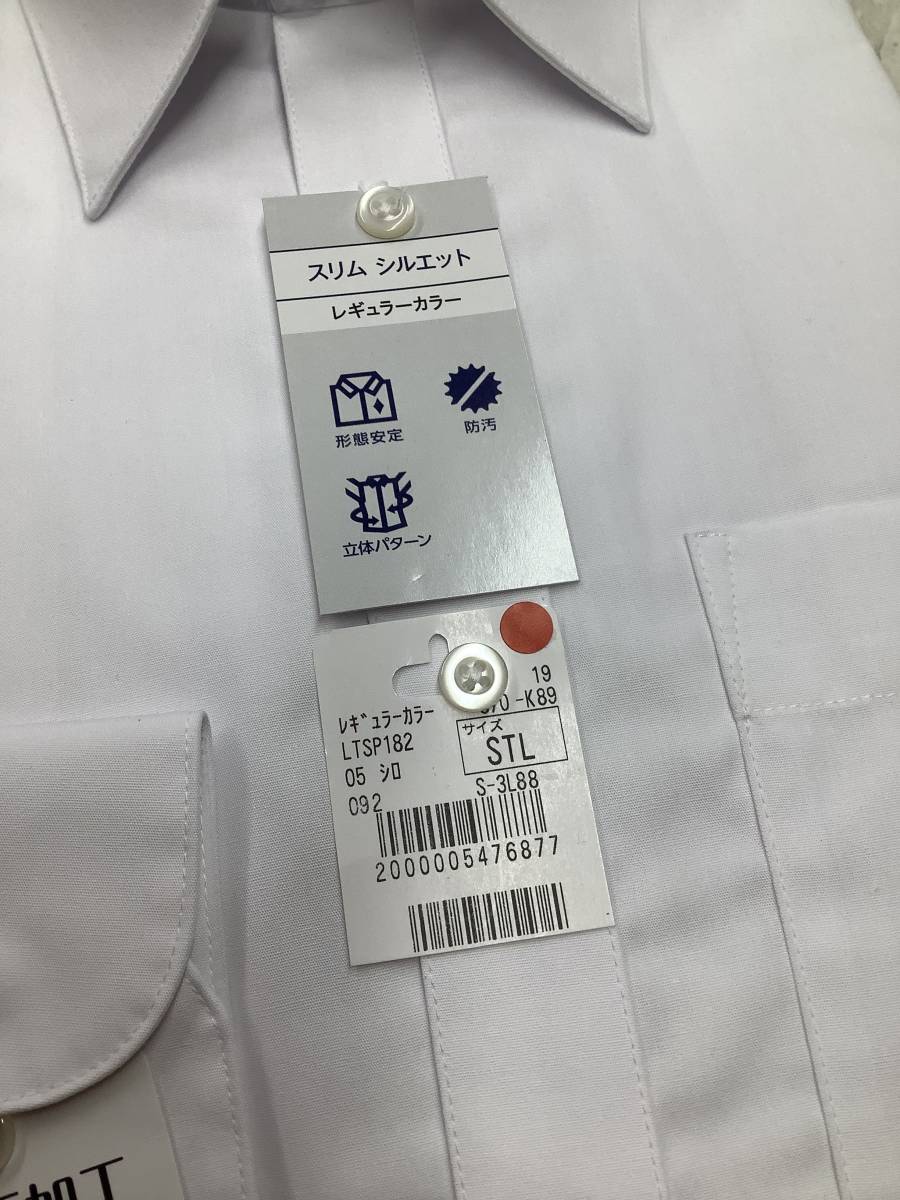 スリム シルエット
レギュラーカラー
形態安定
防汚
立体パターン
19
-K89
ﾚｷﾞｭﾗｰｶﾗｰ
LTSP182
05 ｼﾛ
092
サイズ
STL
S-3L88
2000005476877
加工